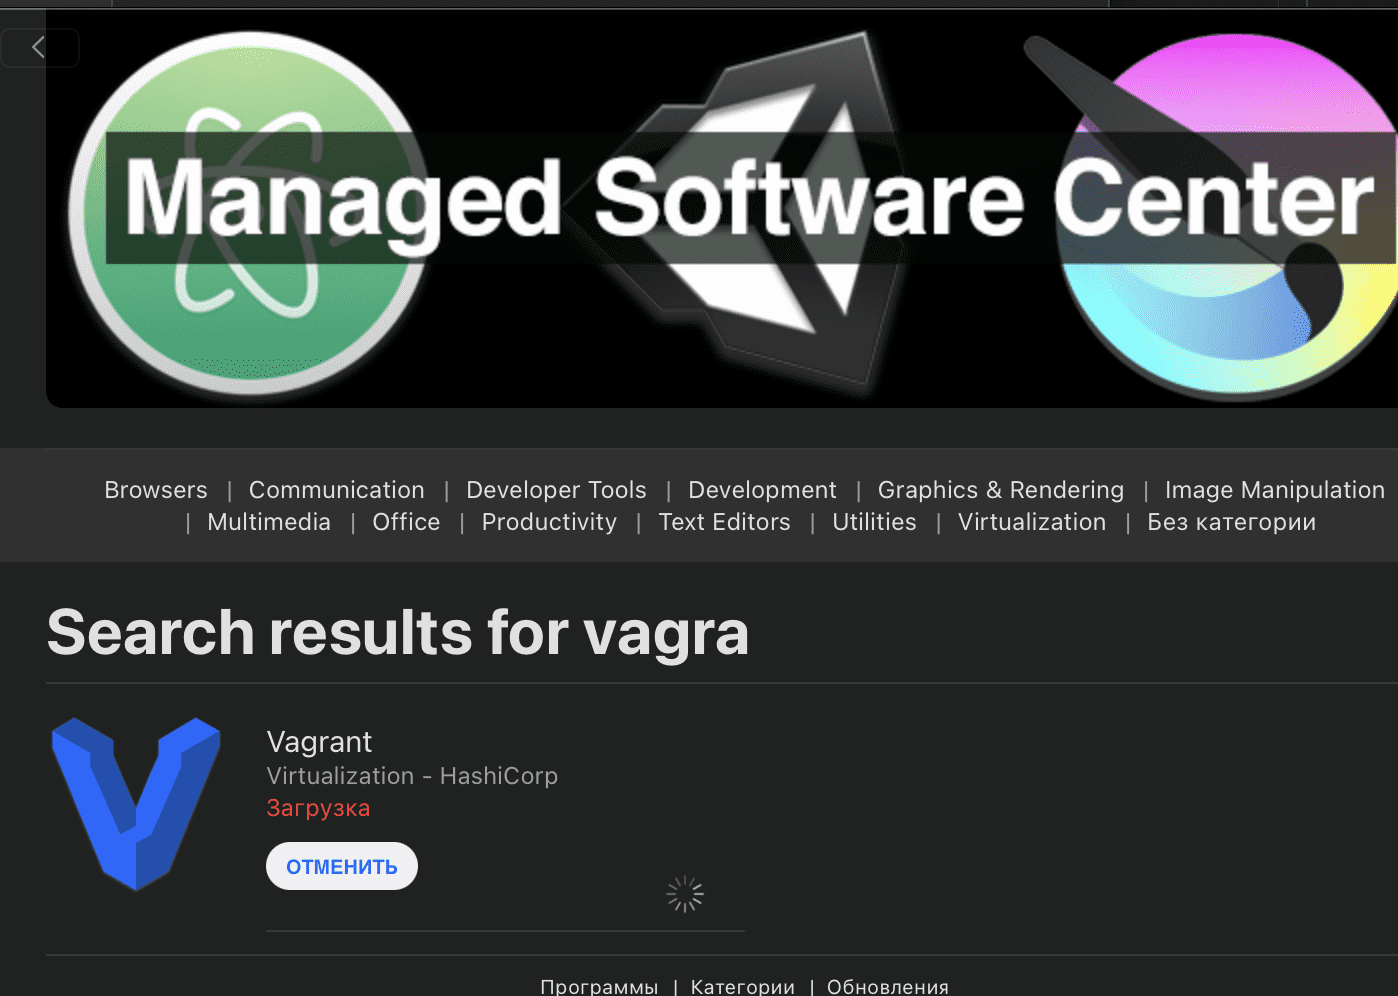 Managed Software Center
Browsers | Communication | Developer Tools | Development | Graphics & Rendering | Image Manipulation
| Multimedia | Office | Productivity | Text Editors | Utilities | Virtualization | Без категории
Search results for vagra
Vagrant
Virtualization - HashiCorp
Загрузка
ОТМЕНИТЬ
Программы | Категории | Обновления